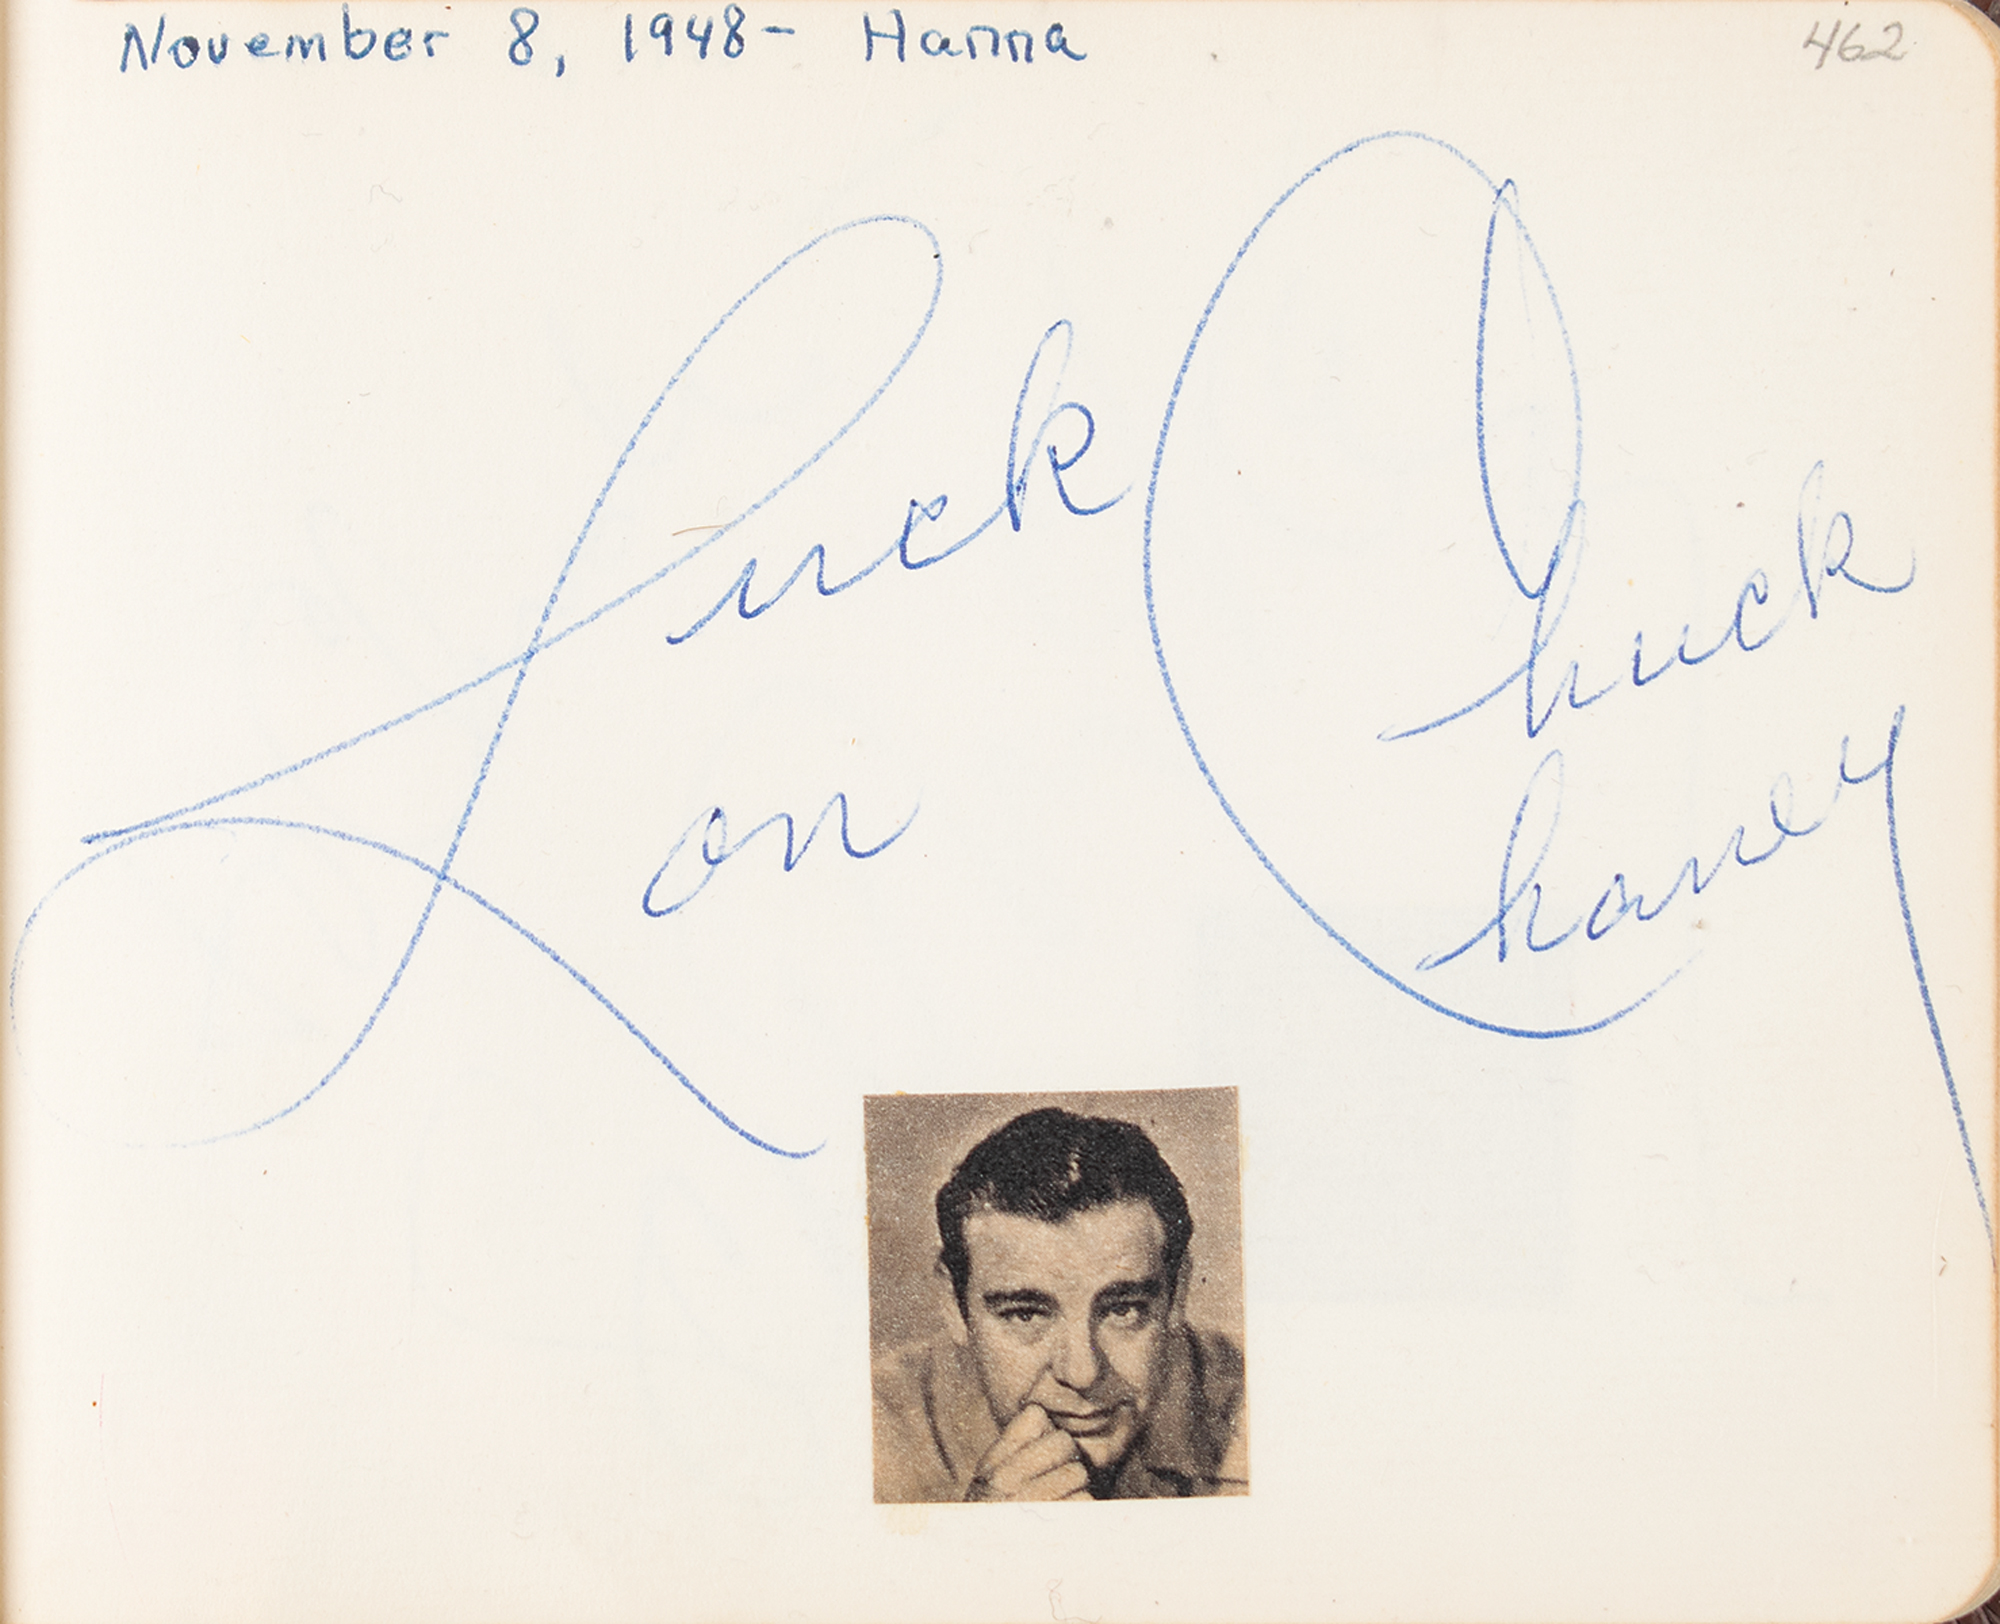 November 8, 1948- Hanna
462
Luck Chuck
Lon Chaney